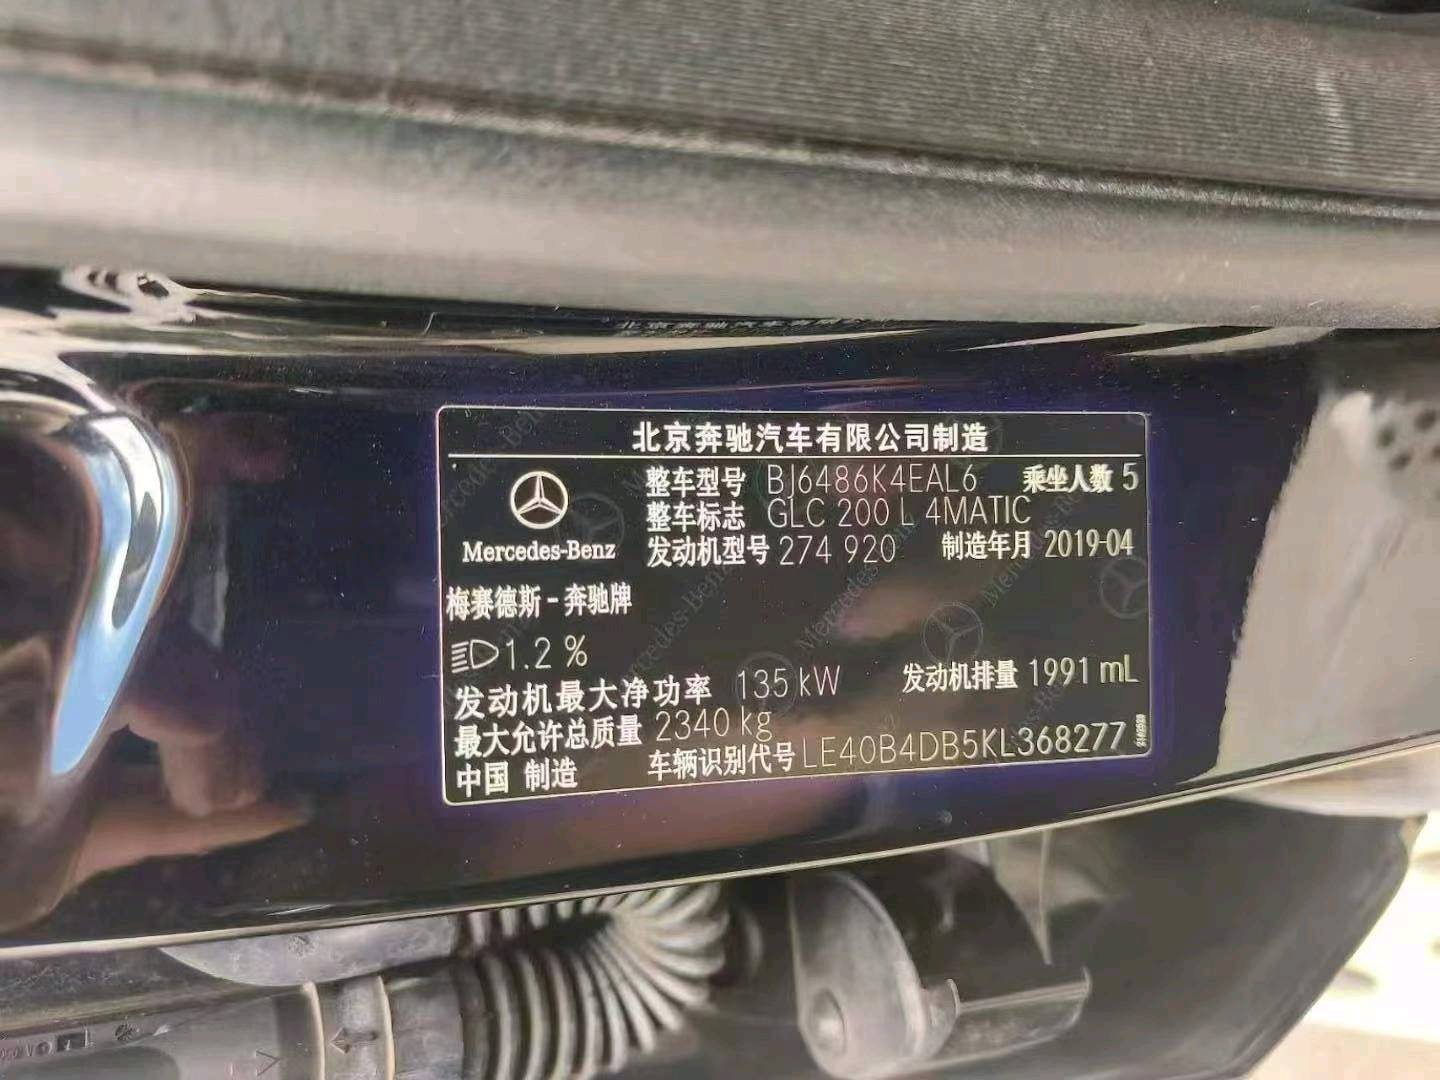 北京奔驰汽车有限公司制造
整车型号 BJ6486K4EAL6 乘坐人数 5
整车标志 GLC 200 L 4MATIC
Mercedes-Benz 发动机型号 274 920 制造年月 2019-04
梅赛德斯-奔驰牌
1.2 %
发动机最大净功率 135 kW 发动机排量 1991 mL
最大允许总质量 2340 kg
中国 制造 车辆识别代号 LE40B4DB5KL368277